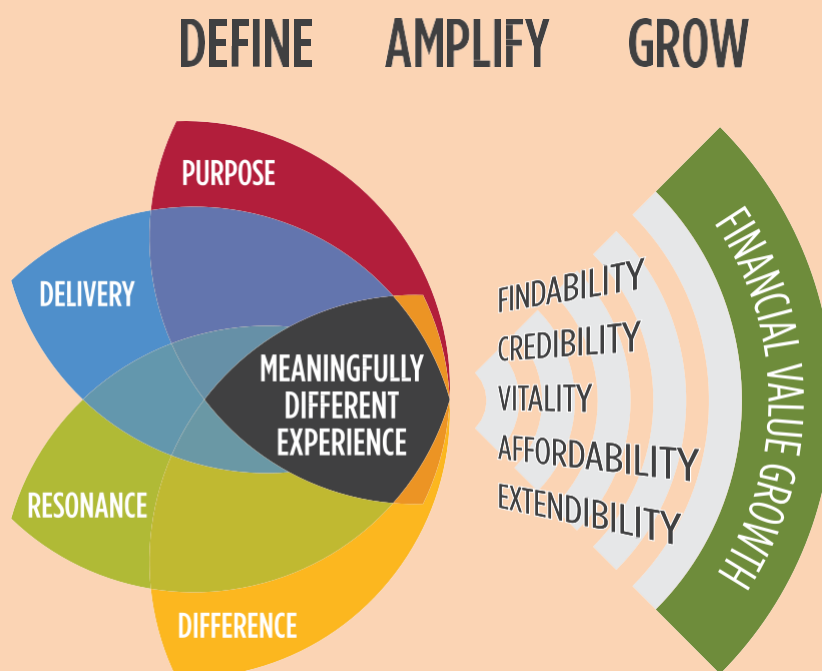 DEFINE AMPLIFY GROW
PURPOSE
DELIVERY
RESONANCE
DIFFERENCE
MEANINGFULLY
DIFFERENT
EXPERIENCE
FINDABILITY
CREDIBILITY
VITALITY
AFFORDABILITY
EXTENDIBILITY
FINANCIAL VALUE GROWTH